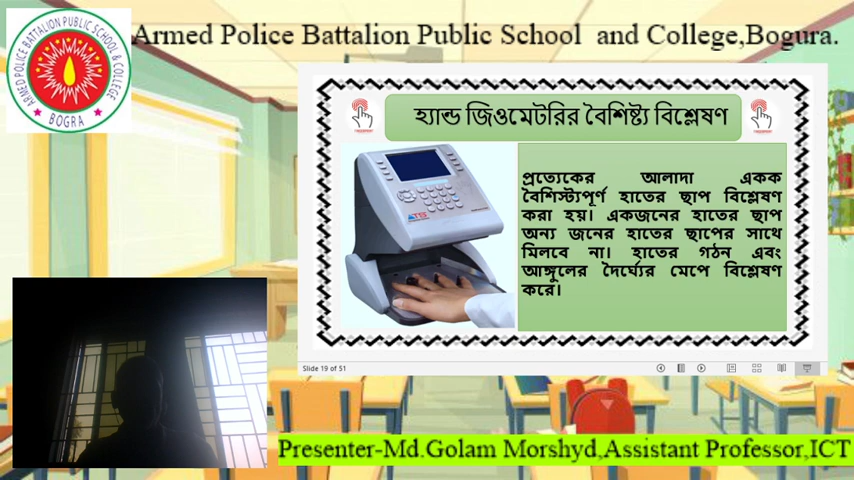 Armed Police Battalion Public School and College,Bogura.
ARMED POLICE BATTALION PUBLIC SCHOOL & COLLEGE
BOGRA
হ্যান্ড জিওমেটরির বৈশিষ্ট্য বিশ্লেষণ
প্রত্যেকের আলাদা একক
বৈশিস্ট্যপূর্ণ হাতের ছাপ বিশ্লেষণ
করা হয়। একজনের হাতের ছাপ
অন্য জনের হাতের ছাপের সাথে
মিলবে না। হাতের গঠন এবং
আঙ্গুলের দৈর্ঘ্যের মেপে বিশ্লেষণ
করে।
Slide 19 of 51
Presenter-Md.Golam Morshyd,Assistant Professor,ICT